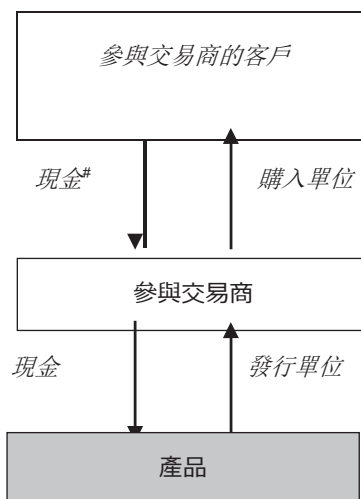 參與交易商的客戶
現金#
購入單位
參與交易商
現金
發行單位
產品